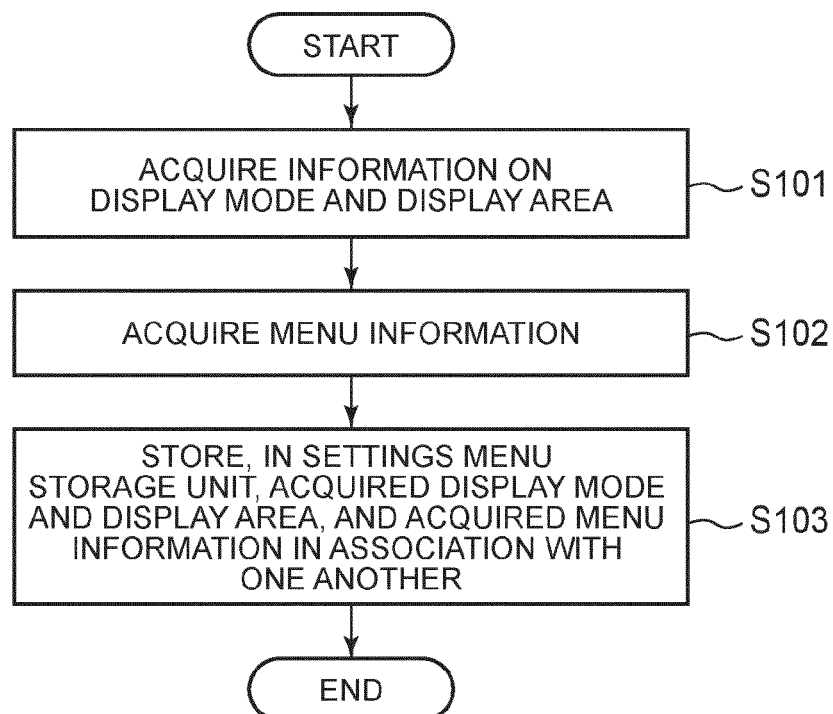 START
ACQUIRE INFORMATION ON
DISPLAY MODE AND DISPLAY AREA
S101
ACQUIRE MENU INFORMATION
S102
STORE, IN SETTINGS MENU
STORAGE UNIT, ACQUIRED DISPLAY MODE
AND DISPLAY AREA, AND ACQUIRED MENU
INFORMATION IN ASSOCIATION WITH
ONE ANOTHER
S103
END